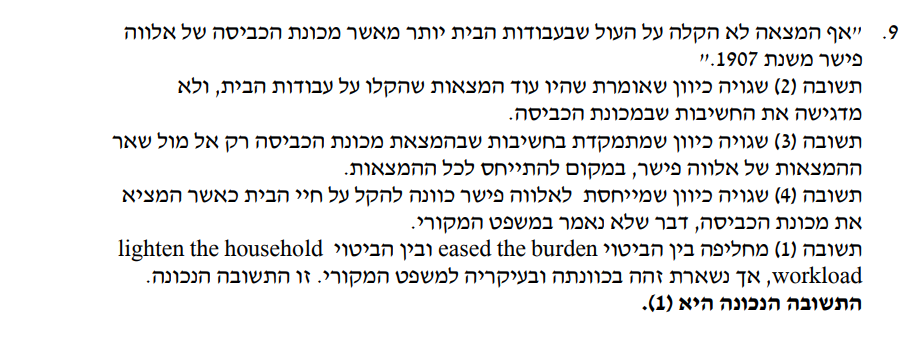 9. "אף המצאה לא הקלה על העול שבעבודות הבית יותר מאשר מכונת הכביסה של אלווה
פישר משנת 1907."
תשובה (2) שגויה כיוון שאומרת שהיו עוד המצאות שהקלו על עבודות הבית, ולא
מדגישה את החשיבות שבמכונת הכביסה.
תשובה (3) שגויה כיוון שמתמקדת בחשיבות שבהמצאת מכונת הכביסה רק אל מול שאר
ההמצאות של אלווה פישר, במקום להתייחס לכל ההמצאות.
תשובה (4) שגויה כיוון שמייחסת לאלווה פישר כוונה להקל על חיי הבית כאשר המציא
את מכונת הכביסה, דבר שלא נאמר במשפט המקורי.
תשובה (1) מחליפה בין הביטוי eased the burden ובין הביטוי lighten the household
workload, אך נשארת זהה בכוונתה ובעיקריה למשפט המקורי. זו התשובה הנכונה.
התשובה הנכונה היא (1).